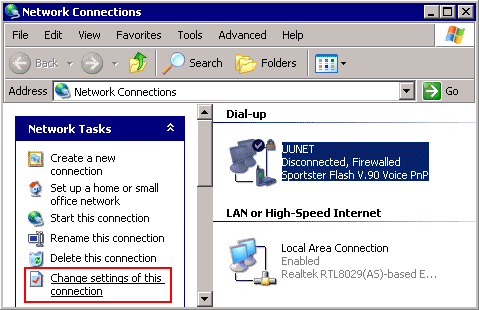 Network Connections
File Edit View Favorites Tools Advanced Help
Back Search Folders
Address Network Connections Go
Network Tasks
Create a new
connection
Set up a home or small
office network
Start this connection
Rename this connection
Delete this connection
Change settings of this
connection
Dial-up
UUNET
Disconnected, Firewalled
Sportster Flash V.90 Voice PnP
LAN or High-Speed Internet
Local Area Connection
Enabled
Realtek RTL8029(AS)-based E...